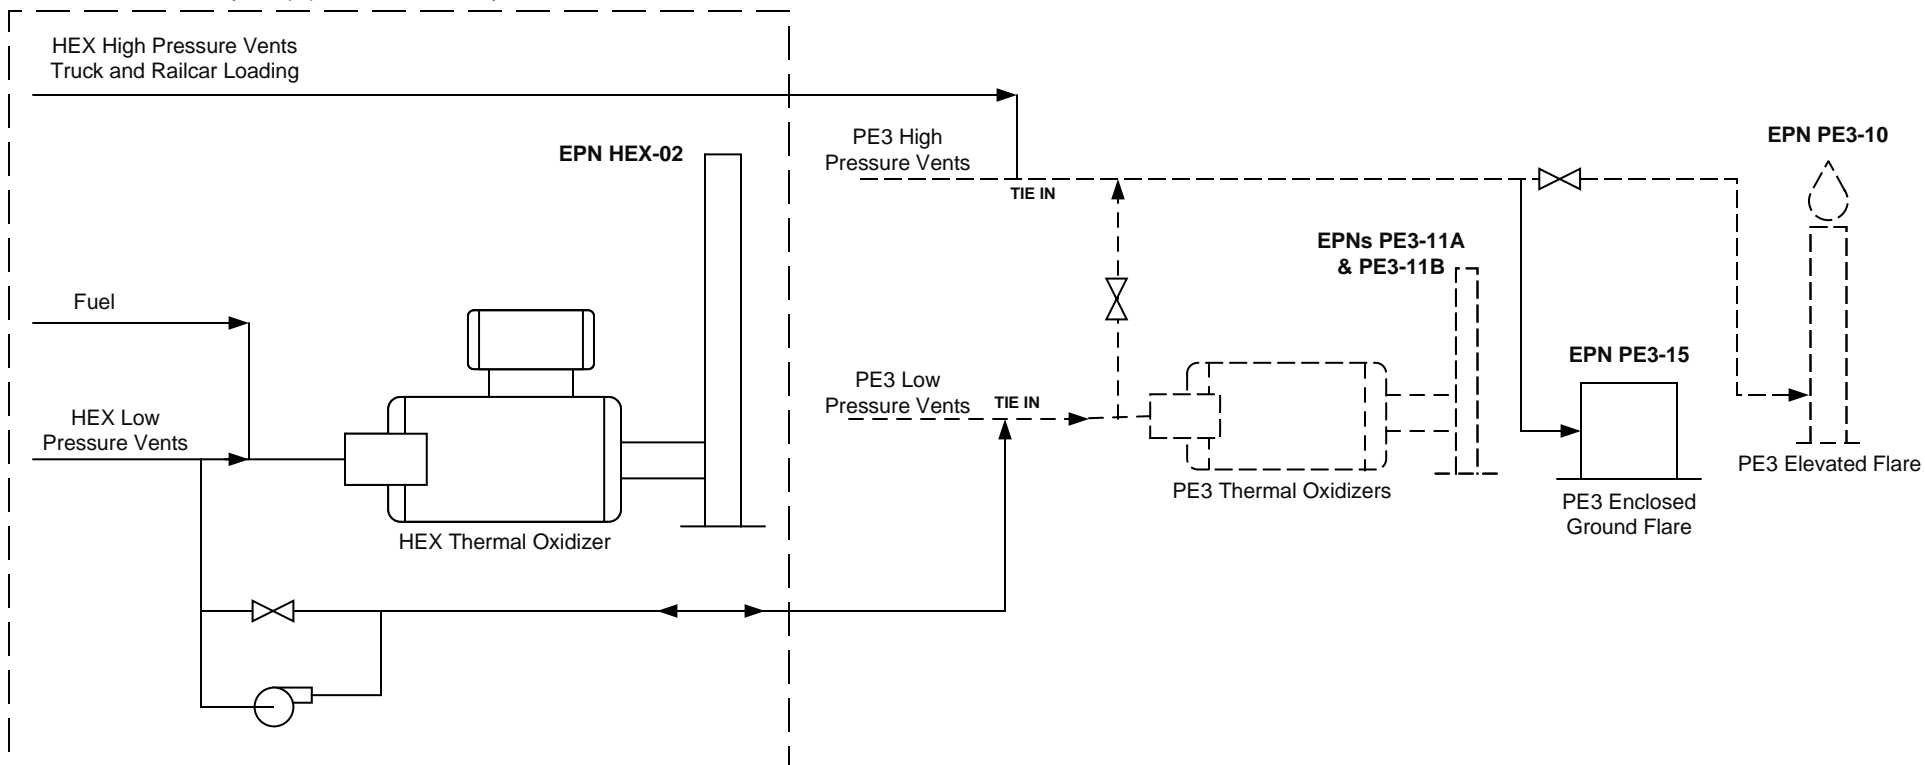 HEX High Pressure Vents
Truck and Railcar Loading
EPN HEX-02
PE3 High
Pressure Vents
TIE IN
EPN PE3-10
EPNs PE3-11A
& PE3-11B
Fuel
EPN PE3-15
PE3 Low
Pressure Vents
TIE IN
HEX Low
Pressure Vents
HEX Thermal Oxidizer
PE3 Thermal Oxidizers
PE3 Enclosed
Ground Flare
PE3 Elevated Flare